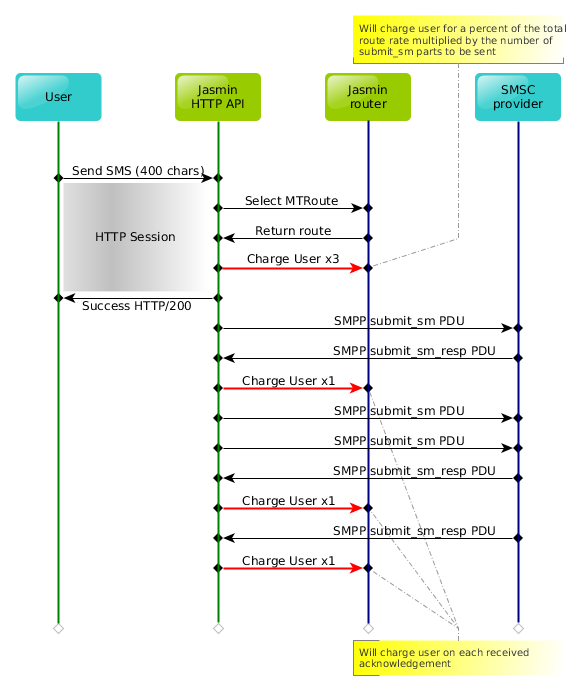 Will charge user for a percent of the total
route rate multiplied by the number of
submit_sm parts to be sent
User
Jasmin
HTTP API
Jasmin
router
SMSC
provider
Send SMS (400 chars)
Select MTRoute
HTTP Session
Return route
Charge User x3
Success HTTP/200
SMPP submit_sm PDU
SMPP submit_sm_resp PDU
Charge User x1
SMPP submit_sm PDU
SMPP submit_sm PDU
SMPP submit_sm_resp PDU
Charge User x1
SMPP submit_sm_resp PDU
Charge User x1
Will charge user on each received
acknowledgement